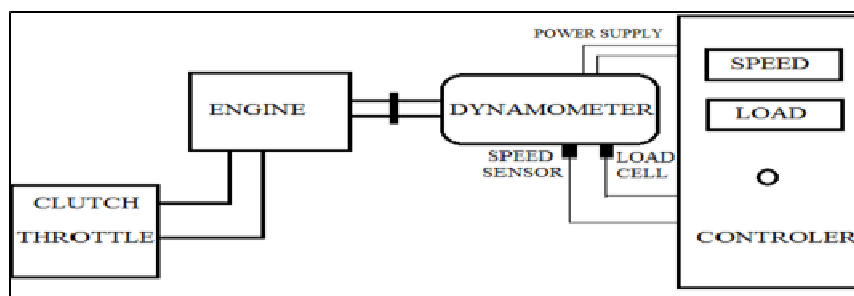 POWER SUPPLY
SPEED
ENGINE
DYNAMOMETER
LOAD
SPEED
SENSOR
LOAD
CELL
CLUTCH
THROTTLE
CONTROLER